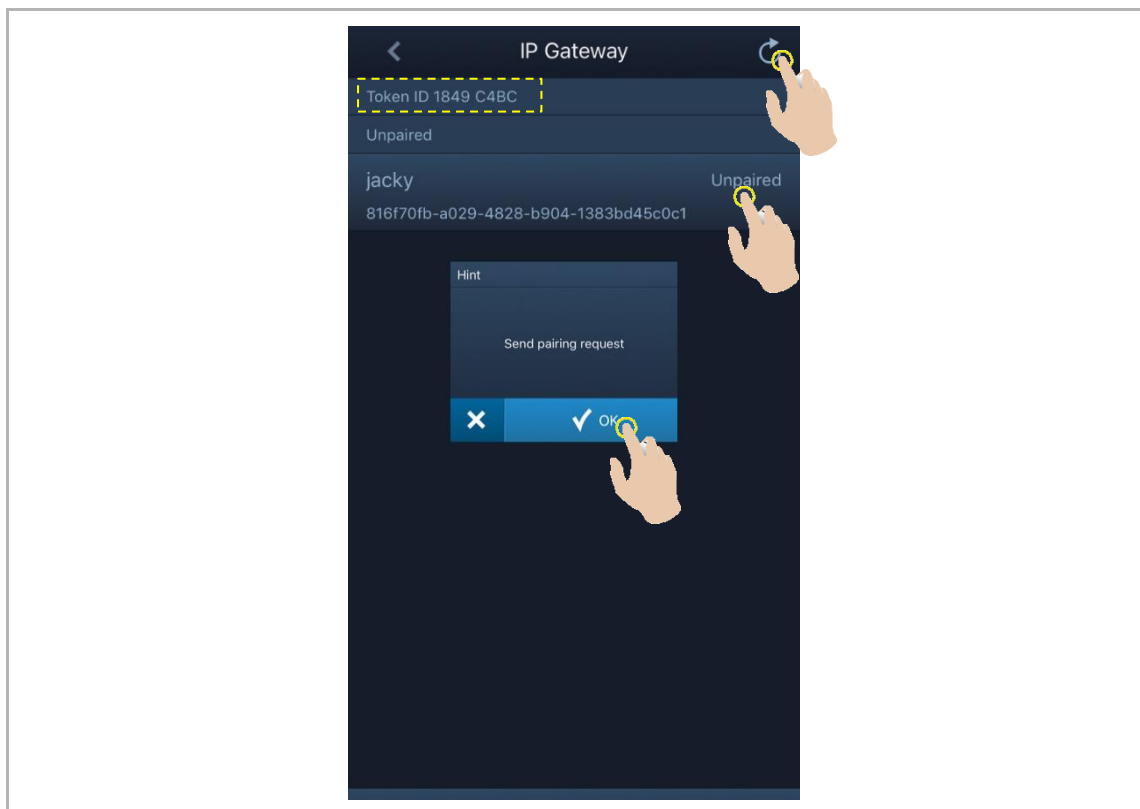 IP Gateway
Token ID 1849 C4BC
Unpaired
jacky
Unpaired
816f70fb-a029-4828-b904-1383bd45c0c1
Hint
Send pairing request
OK